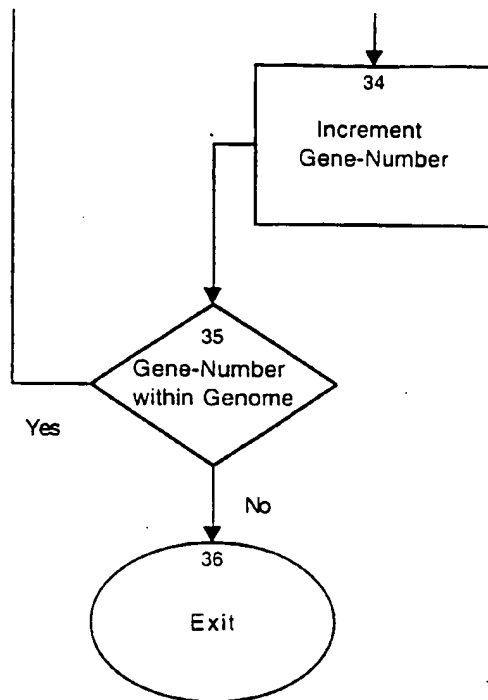 34
Increment
Gene-Number
35
Gene-Number
within Genome
Yes
No
36
Exit